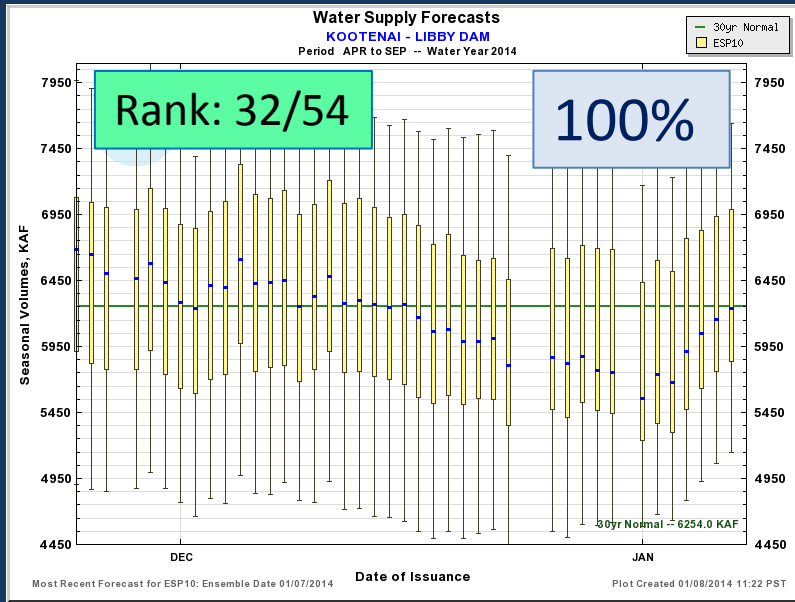 Water Supply Forecasts
KOOTENAI - LIBBY DAM
Period APR to SEP -- Water Year 2014
30yr Normal
ESP10
Rank: 32/54
100%
Seasonal Volumes, KAF
7950
7450
6950
6450
5950
5450
4950
4450
7950
7450
6950
6450
5950
5450
4950
4450
30yr Normal -- 6254.0 KAF
DEC
JAN
Date of Issuance
Most Recent Forecast for ESP10: Ensemble Date 01/07/2014
Plot Created 01/08/2014 11:22 PST